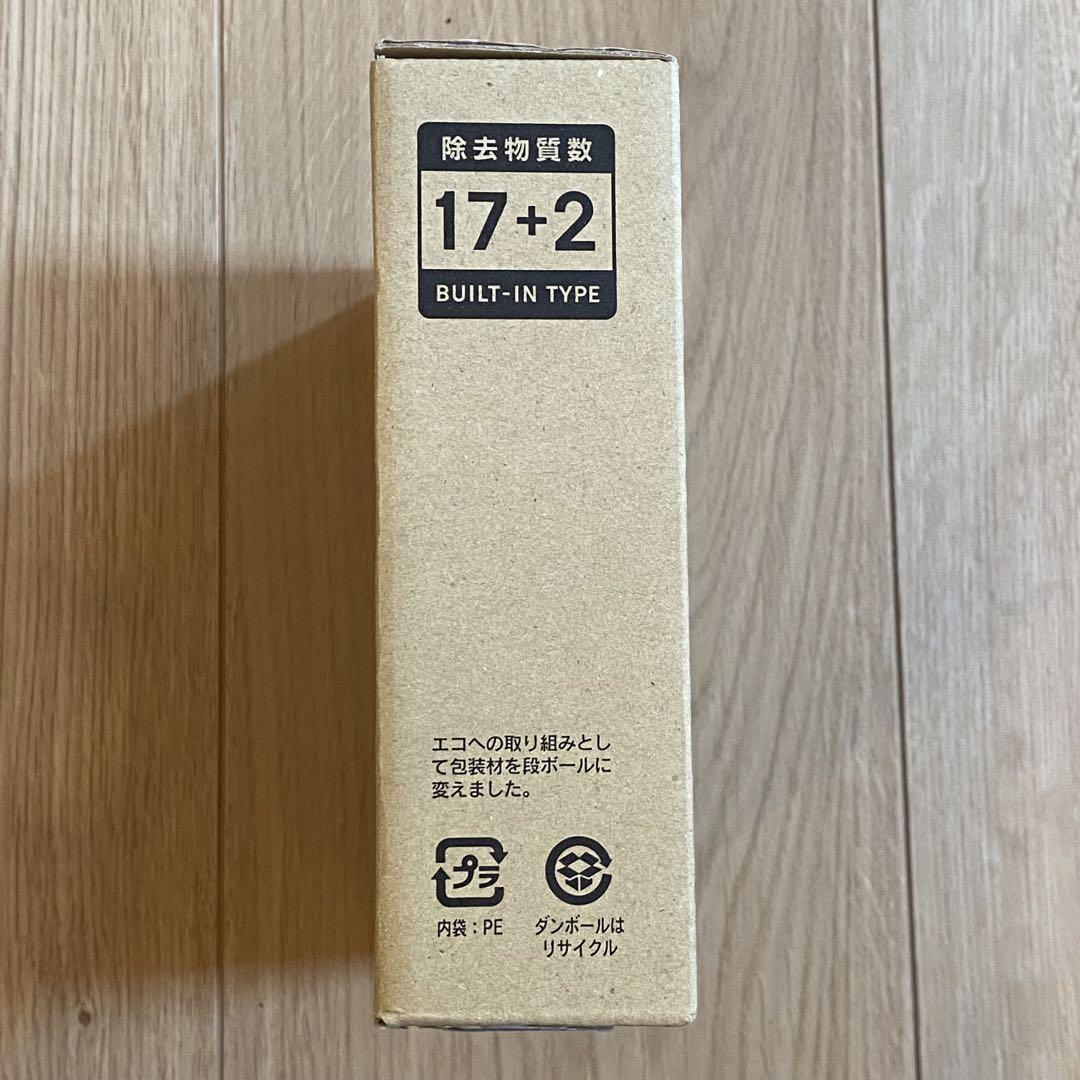 除去物質数
17+2
BUILT-IN TYPE
エコへの取り組みとし
て包装材を段ボールに
変えました。
プラ
内袋：PE
ダンボールは
リサイクル